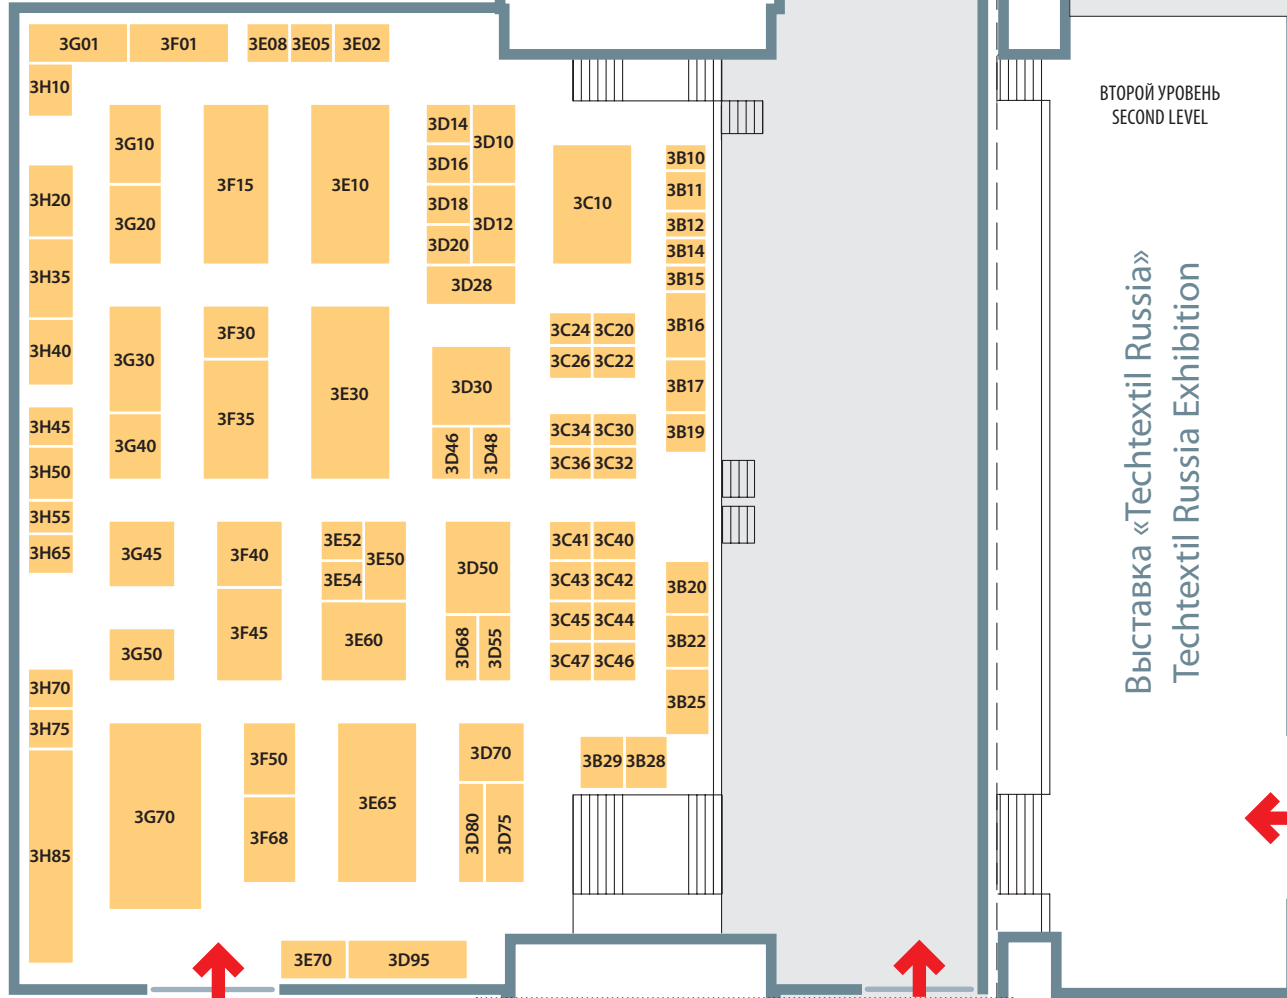 3G01
3F01
3E08
3E05
3E02
3H10
3G10
3F15
3E10
3D14
3D10
3D16
3D18
3D12
3D20
3D28
3G20
3H20
3H35
3H40
3C10
3B10
3B11
3B12
3B14
3B15
3B16
3B17
3B19
3G30
3F30
3F35
3E30
3D30
3D46
3D48
3C24
3C20
3C26
3C22
3C34
3C30
3C36
3C32
3G40
3H45
3H50
3H55
3H65
3G45
3F40
3F45
3E52
3E50
3E54
3E60
3D50
3D68
3D55
3C41
3C40
3C43
3C42
3C45
3C44
3C47
3C46
3B20
3B22
3B25
3G50
3H70
3H75
3H85
3G70
3F50
3F68
3E65
3D70
3D80
3D75
3B29
3B28
3E70
3D95
ВТОРОЙ УРОВЕНЬ
SECOND LEVEL
Выставка «Techtextil Russia»
Techtextil Russia Exhibition